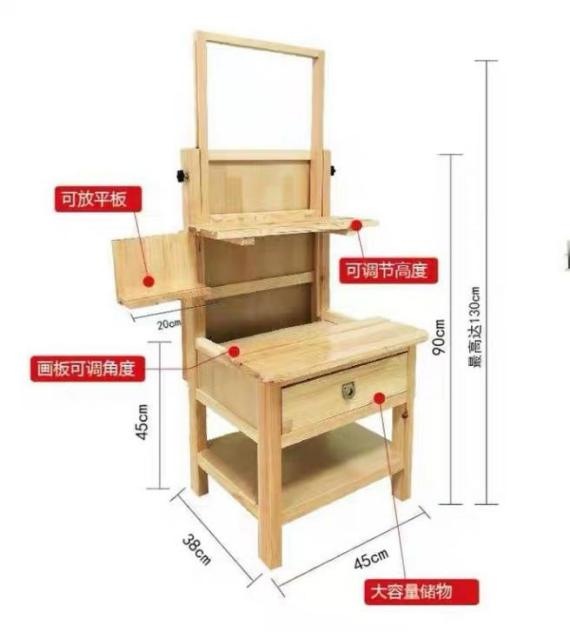 可放平板
可调节高度
20cm
画板可调角度
45cm
90cm
最高达130cm
38cm
45cm
大容量储物